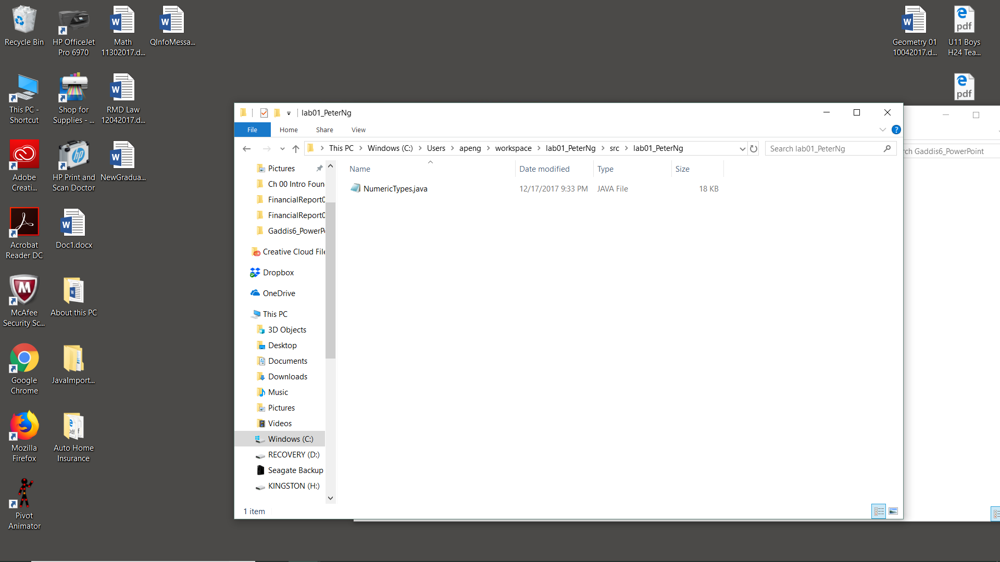 Recycle Bin
HP OfficeJet
Pro 6970
Math
11302017.d...
QInfoMessa...
Geometry 01
10042017.d...
pdf
U11 Boys
H24 Tea...
This PC -
Shortcut
Shop for
Supplies - ...
RMD Law
12042017.d...
pdf
Adobe
Creati...
HP Print and
Scan Doctor
NewGradua...
Acrobat
Reader DC
Doc1.docx
McAfee
Security Sc...
About this PC
Google
Chrome
JavaImport...
Mozilla
Firefox
Auto Home
Insurance
Pivot
Animator
lab01_PeterNg
File Home Share View
This PC Windows (C:) Users apeng workspace lab01_PeterNg src lab01_PeterNg
Search lab01_PeterNg
rch Gaddis6_PowerPoint
Name Date modified Type Size
NumericTypes.java 12/17/2017 9:33 PM JAVA File 18 KB
Pictures
Ch 00 Intro Foun
FinancialReport0
FinancialReport0
Gaddis6_PowerPo
Creative Cloud File
Dropbox
OneDrive
This PC
3D Objects
Desktop
Documents
Downloads
Music
Pictures
Videos
Windows (C:)
RECOVERY (D:)
Seagate Backup
KINGSTON (H:)
1 item